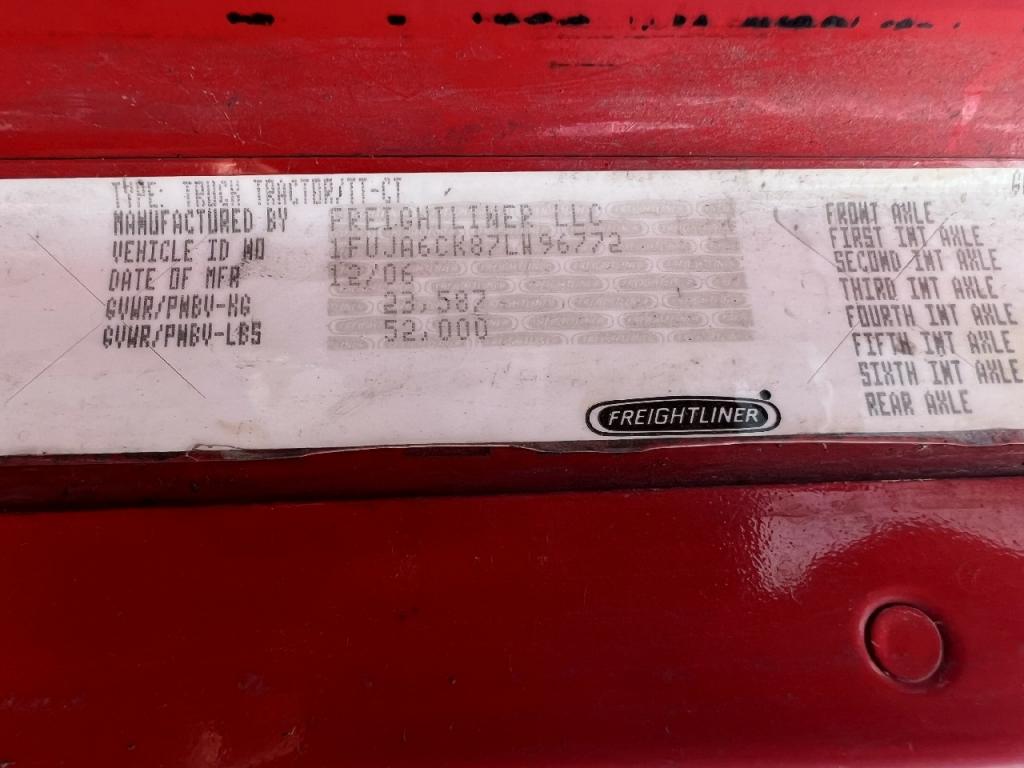 TYPE: TRUCK TRACTOR/TT-CT
MANUFACTURED BY FREIGHTLINER LLC
VEHICLE ID NO 1FUJA6CK87LW96772
DATE OF MFR 12/06
GVWR/PNBV-KG 23,587
GVWR/PNBV-LBS 52,000
FREIGHTLINER
FRONT AXLE
FIRST INT AXLE
SECOND INT AXLE
THIRD INT AXLE
FOURTH INT AXLE
FIFTH INT AXLE
SIXTH INT AXLE
REAR AXLE